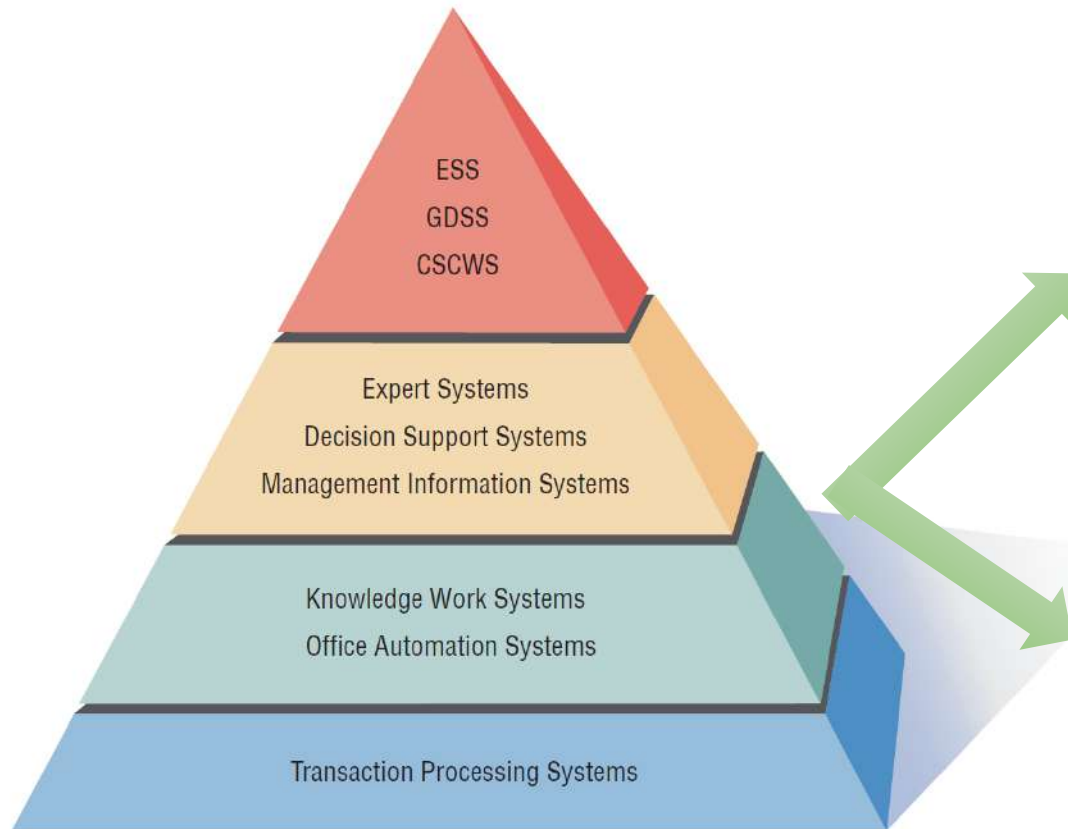 ESS
GDSS
CSCWS
Expert Systems
Decision Support Systems
Management Information Systems
Knowledge Work Systems
Office Automation Systems
Transaction Processing Systems